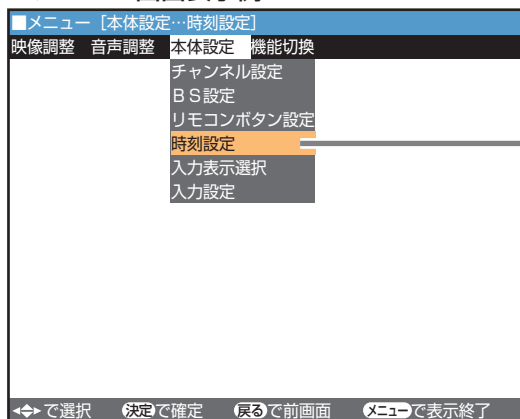 ■メニュー［本体設定…時刻設定］
映像調整 音声調整 本体設定 機能切換
チャンネル設定
ＢＳ設定
リモコンボタン設定
時刻設定
入力表示選択
入力設定
で選択 決定で確定 戻るで前画面 メニューで表示終了